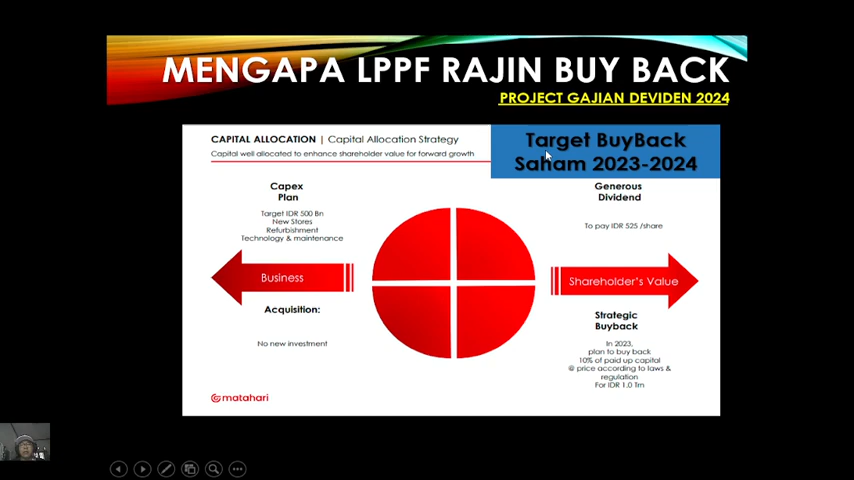 MENGAPA LPPF RAJIN BUY BACK
PROJECT GAJIAN DEVIDEN 2024
CAPITAL ALLOCATION | Capital Allocation Strategy
Capital well allocated to enhance shareholder value for forward growth
Target BuyBack
Saham 2023-2024
Capex
Plan
Target IDR 500 Bn
New Stores
Refurbishment
Technology & maintenance
Generous
Dividend
To pay IDR 525 /share
Business
Shareholder's Value
Acquisition:
No new investment
Strategic
Buyback
In 2023,
plan to buy back
10% of paid up capital
@ price according to laws &
regulation
For IDR 1.0 Trn
matahari